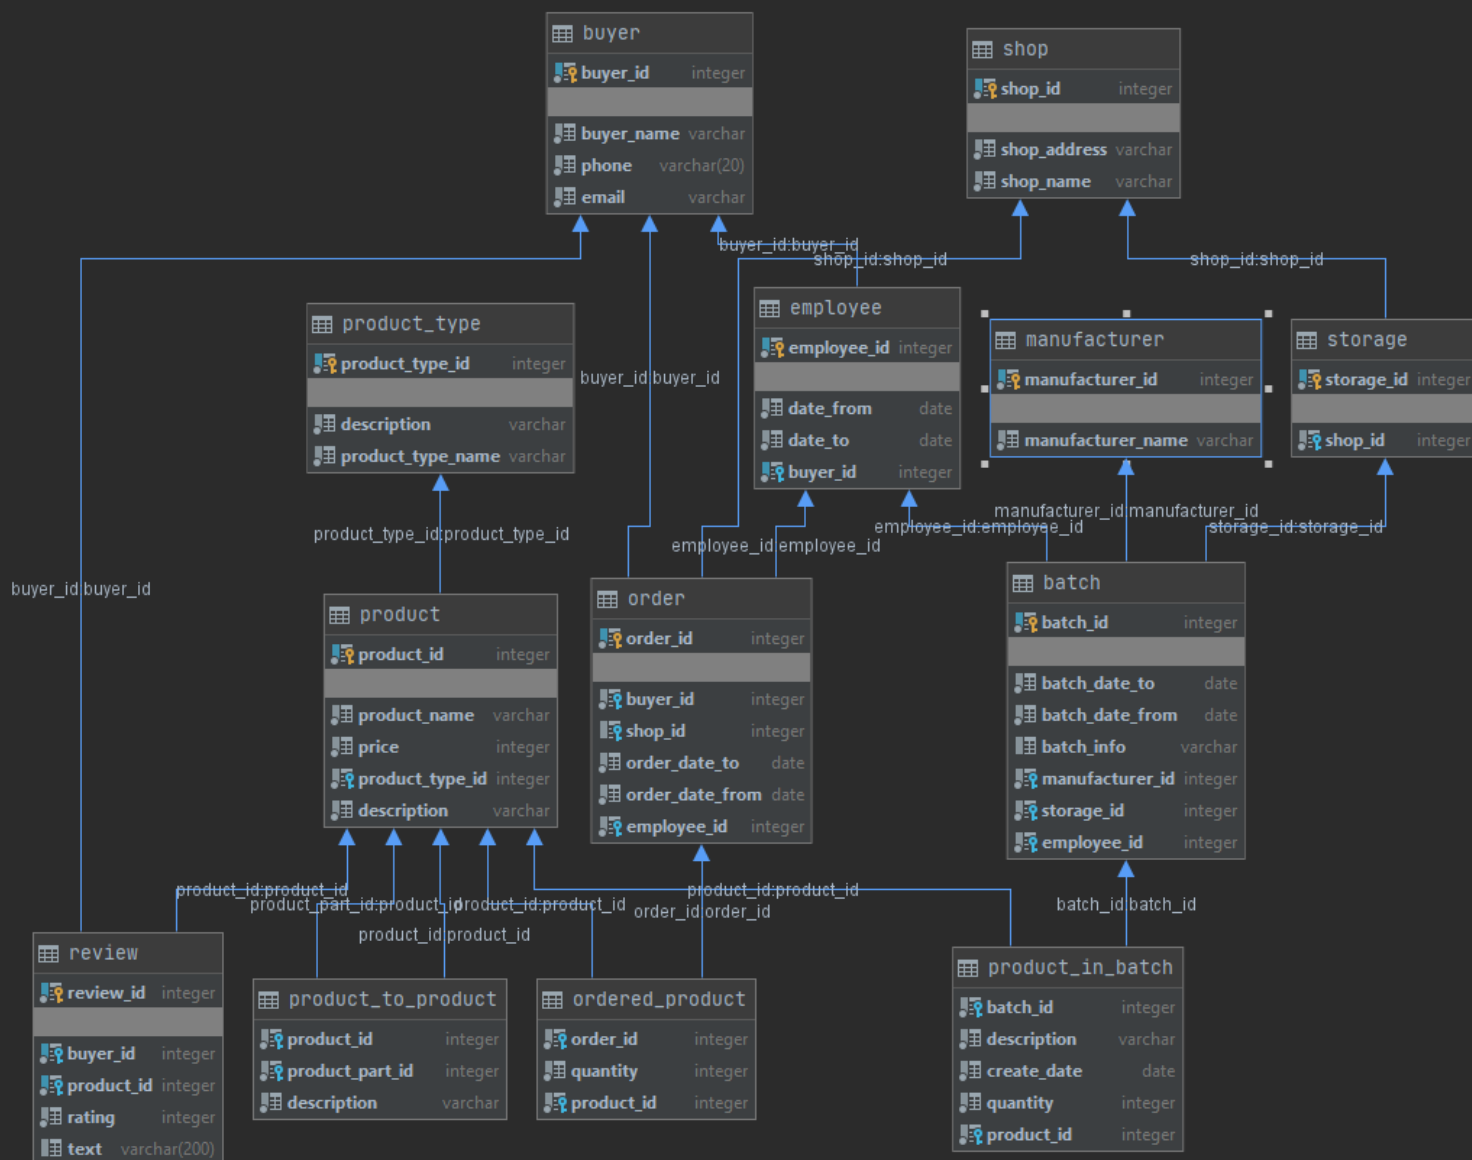 buyer
buyer_id integer
buyer_name varchar
phone varchar(20)
email varchar
shop
shop_id integer
shop_address varchar
shop_name varchar
buyer_id:buyer_id
shop_id:shop_id
shop_id:shop_id
product_type
product_type_id integer
description varchar
product_type_name varchar
buyer_id:buyer_id
employee
employee_id integer
date_from date
date_to date
buyer_id integer
manufacturer
manufacturer_id integer
manufacturer_name varchar
storage
storage_id integer
shop_id integer
product_type_id:product_type_id
employee_id:employee_id
employee_id:employee_id
manufacturer_id:manufacturer_id
storage_id:storage_id
buyer_id:buyer_id
product
product_id integer
product_name varchar
price integer
product_type_id integer
description varchar
order
order_id integer
buyer_id integer
shop_id integer
order_date_to date
order_date_from date
employee_id integer
batch
batch_id integer
batch_date_to date
batch_date_from date
batch_info varchar
manufacturer_id integer
storage_id integer
employee_id integer
product_id:product_id
product_part_id:product_id
product_id:product_id
product_id:product_id
product_id:product_id
order_id:order_id
batch_id:batch_id
review
review_id integer
buyer_id integer
product_id integer
rating integer
text varchar(200)
product_to_product
product_id integer
product_part_id integer
description varchar
ordered_product
order_id integer
quantity integer
product_id integer
product_in_batch
batch_id integer
description varchar
create_date date
quantity integer
product_id integer